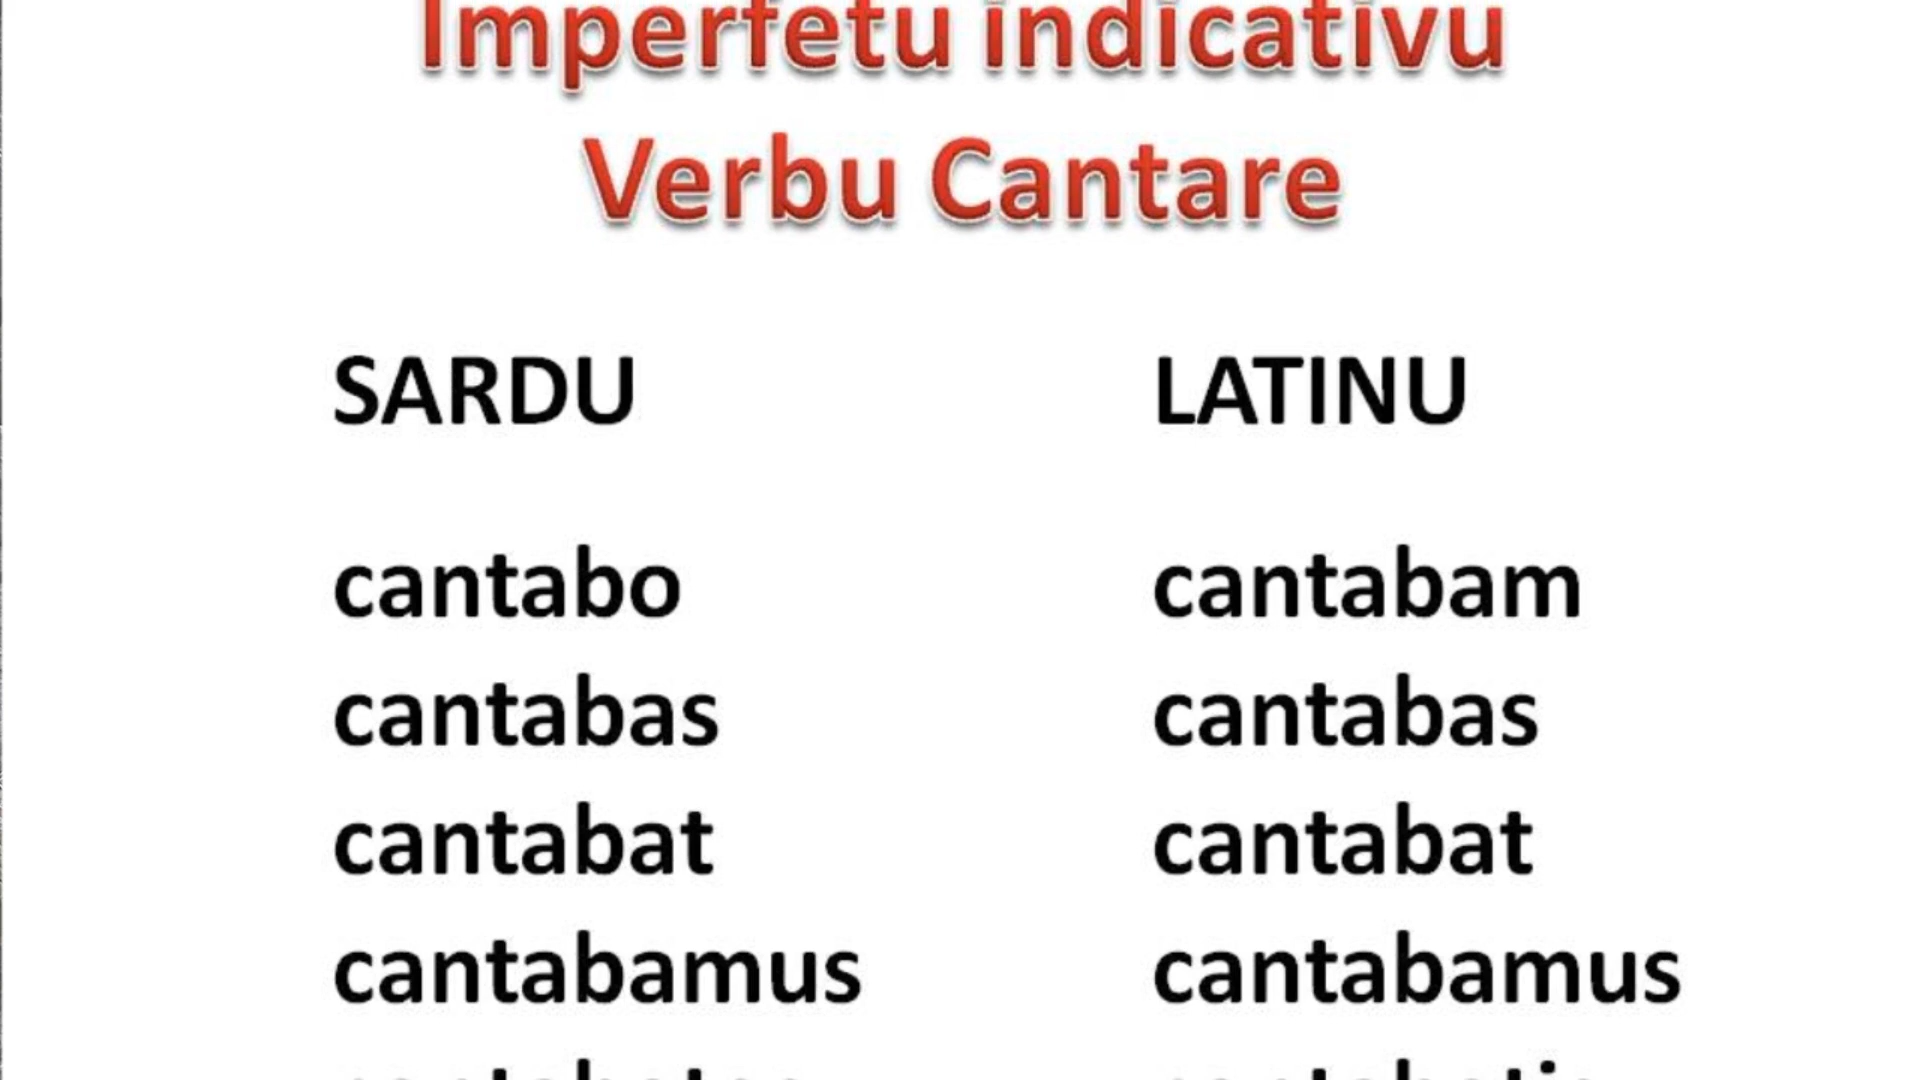 Imperfetu indicativu
Verbu Cantare
SARDU LATINU
cantabo cantabam
cantabas cantabas
cantabat cantabat
cantabamus cantabamus